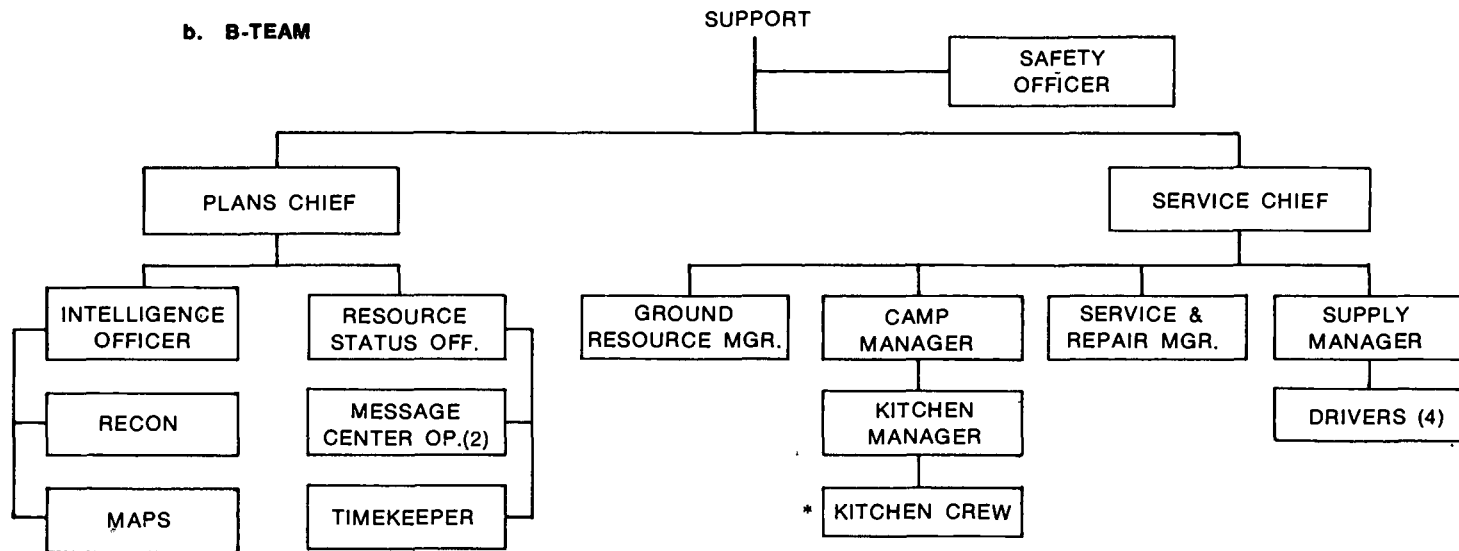 b. B-TEAM
SUPPORT
SAFETY
OFFICER
PLANS CHIEF
SERVICE CHIEF
INTELLIGENCE
OFFICER
RESOURCE
STATUS OFF.
GROUND
RESOURCE MGR.
CAMP
MANAGER
SERVICE &
REPAIR MGR.
SUPPLY
MANAGER
RECON
MESSAGE
CENTER OP.(2)
KITCHEN
MANAGER
DRIVERS (4)
MAPS
TIMEKEEPER
* KITCHEN CREW